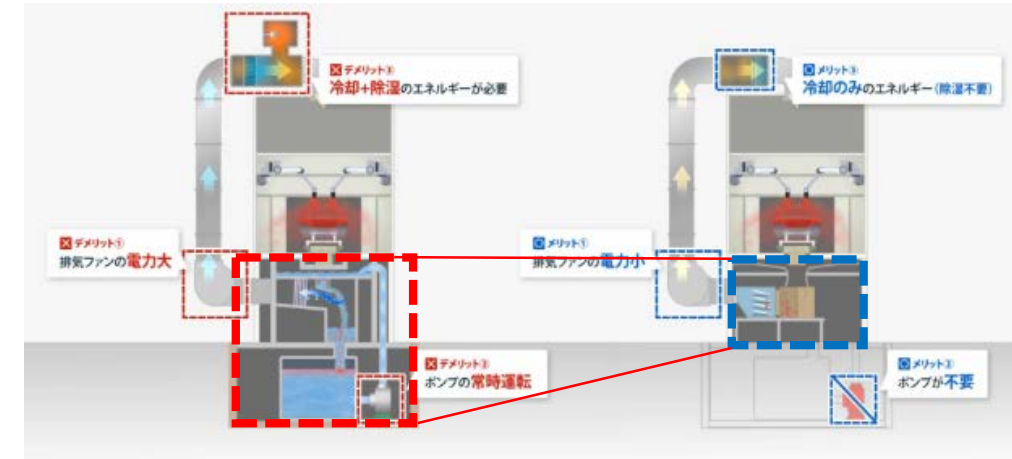 デメリット③
冷却+除湿のエネルギーが必要
メリット③
冷却のみのエネルギー(除湿不要)
デメリット①
排気ファンの電力大
メリット①
排気ファンの電力小
デメリット②
ポンプの常時運転
メリット②
ポンプが不要